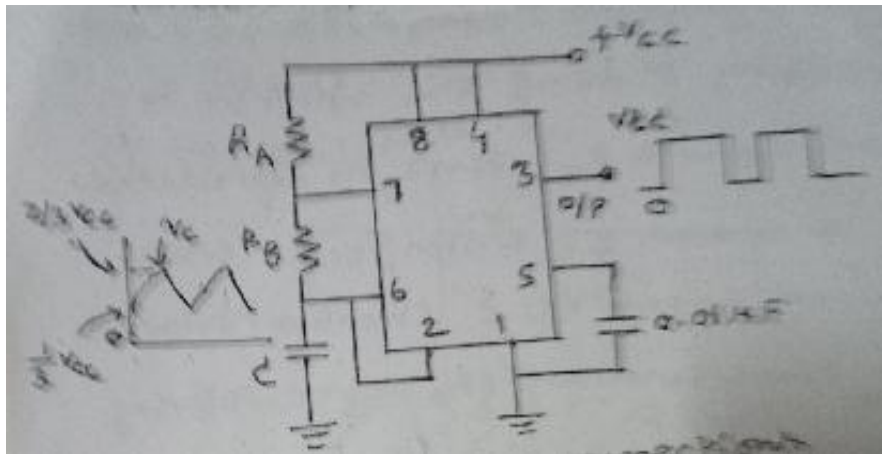 +Vcc
8
4
RA
Vcc
3
7
O/P
0
2/3 Vcc
Vc
RB
5
6
0.01μF
0
2
1
1/3 Vcc
C